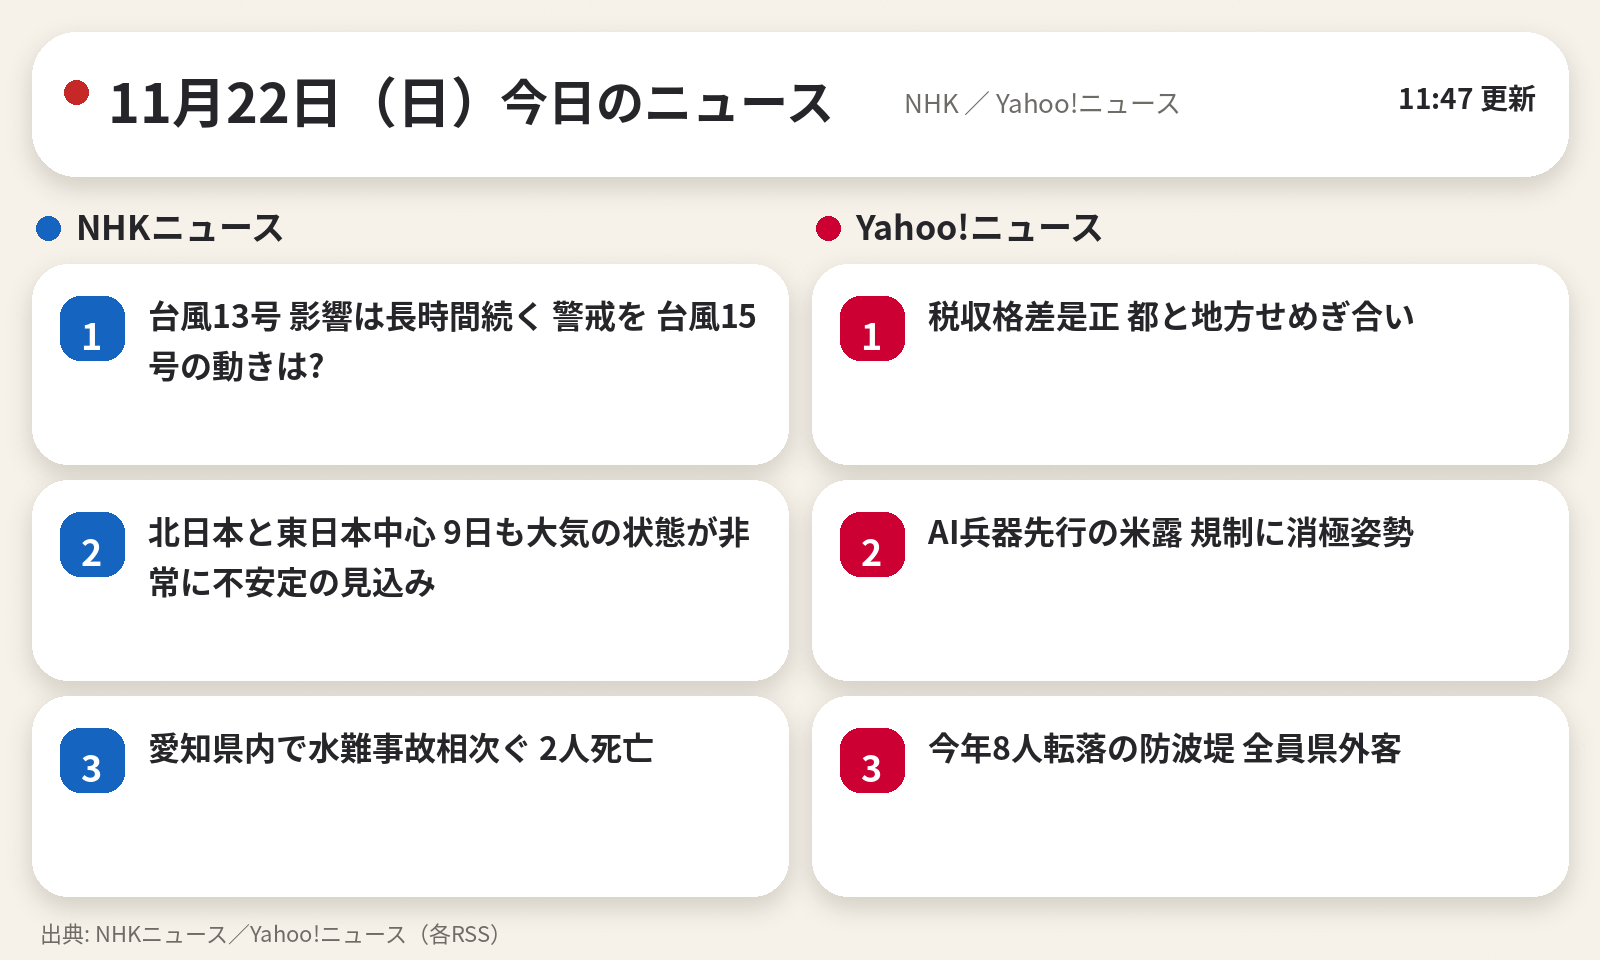 11月22日（日）今日のニュース
NHK ／ Yahoo!ニュース
11:47 更新
NHKニュース
1
台風13号 影響は長時間続く 警戒を 台風15
号の動きは?
2
北日本と東日本中心 9日も大気の状態が非
常に不安定の見込み
3
愛知県内で水難事故相次ぐ 2人死亡
Yahoo!ニュース
1
税収格差是正 都と地方せめぎ合い
2
AI兵器先行の米露 規制に消極姿勢
3
今年8人転落の防波堤 全員県外客
出典: NHKニュース／Yahoo!ニュース（各RSS）